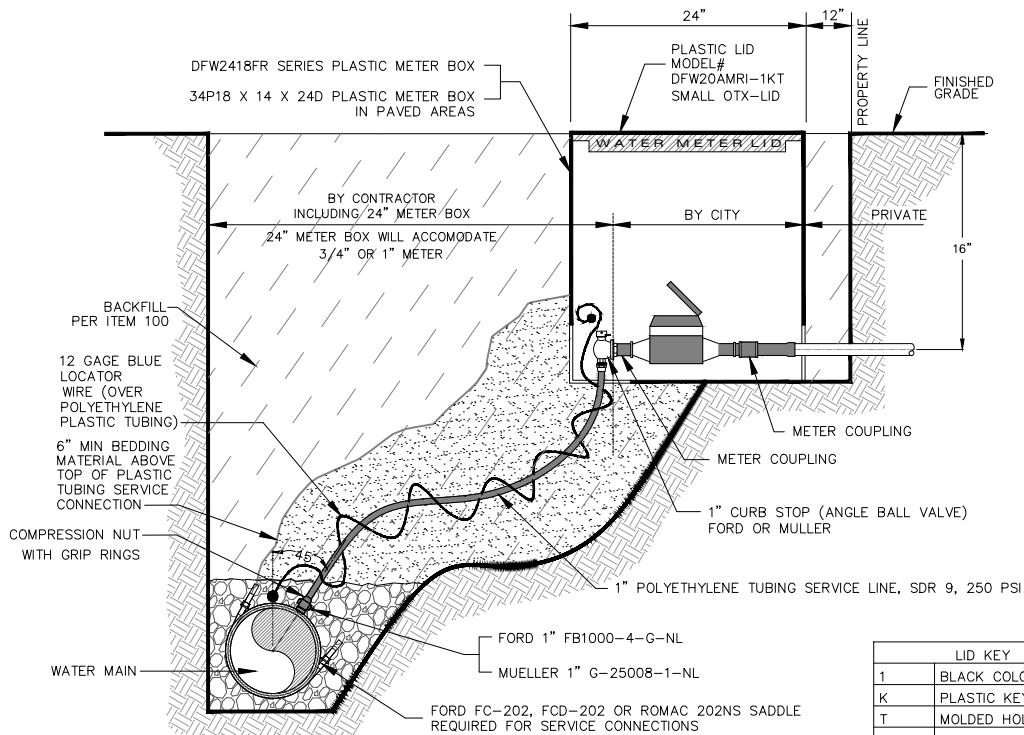 24"
12"
PROPERTY LINE
PLASTIC LID
MODEL#
DFW20AMRI-1KT
SMALL OTX-LID
DFW2418FR SERIES PLASTIC METER BOX
34P18 X 14 X 24D PLASTIC METER BOX
IN PAVED AREAS
FINISHED
GRADE
WATER METER LID
BY CONTRACTOR
INCLUDING 24" METER BOX
24" METER BOX WILL ACCOMODATE
3/4" OR 1" METER
BY CITY
PRIVATE
16"
BACKFILL
PER ITEM 100
12 GAGE BLUE
LOCATOR
WIRE (OVER
POLYETHYLENE
PLASTIC TUBING)
6" MIN BEDDING
MATERIAL ABOVE
TOP OF PLASTIC
TUBING SERVICE
CONNECTION
METER COUPLING
METER COUPLING
1" CURB STOP (ANGLE BALL VALVE)
FORD OR MULLER
COMPRESSION NUT
WITH GRIP RINGS
45°
1" POLYETHYLENE TUBING SERVICE LINE, SDR 9, 250 PSI
FORD 1" FB1000-4-G-NL
MUELLER 1" G-25008-1-NL
WATER MAIN
FORD FC-202, FCD-202 OR ROMAC 202NS SADDLE
REQUIRED FOR SERVICE CONNECTIONS
LID KEY
1 BLACK COLO
K PLASTIC KEY
T MOLDED HOL